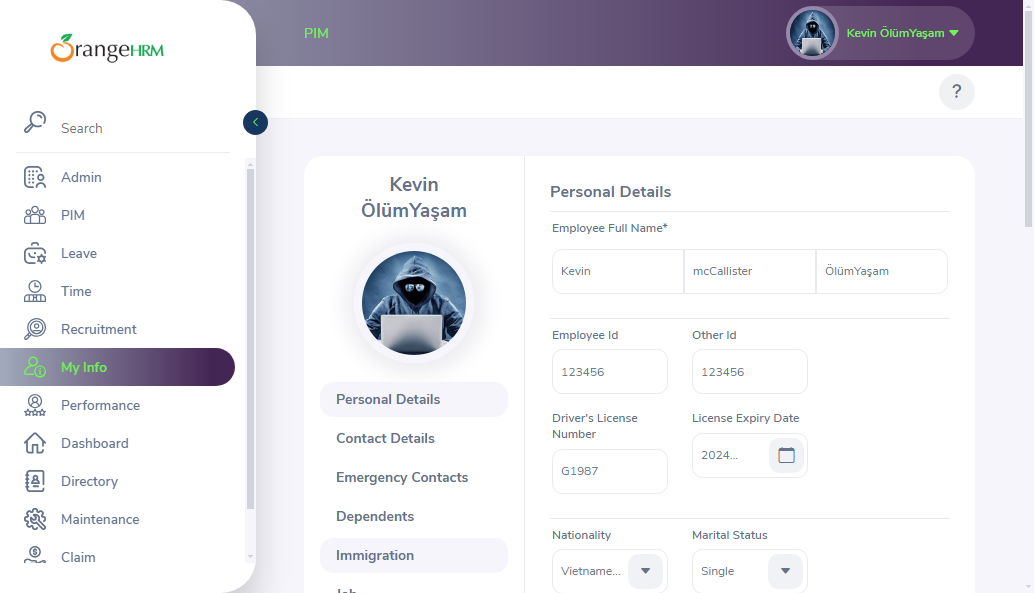 OrangeHRM
Search
Admin
PIM
Leave
Time
Recruitment
My Info
Performance
Dashboard
Directory
Maintenance
Claim
PIM
Kevin ÖlümYaşam
?
Kevin
ÖlümYaşam
Personal Details
Contact Details
Emergency Contacts
Dependents
Immigration
Job
Personal Details
Employee Full Name*
Kevin mcCallister ÖlümYaşam
Employee Id Other Id
123456 123456
Driver's License
Number
License Expiry Date
G1987
2024...
Nationality Marital Status
Vietname... Single